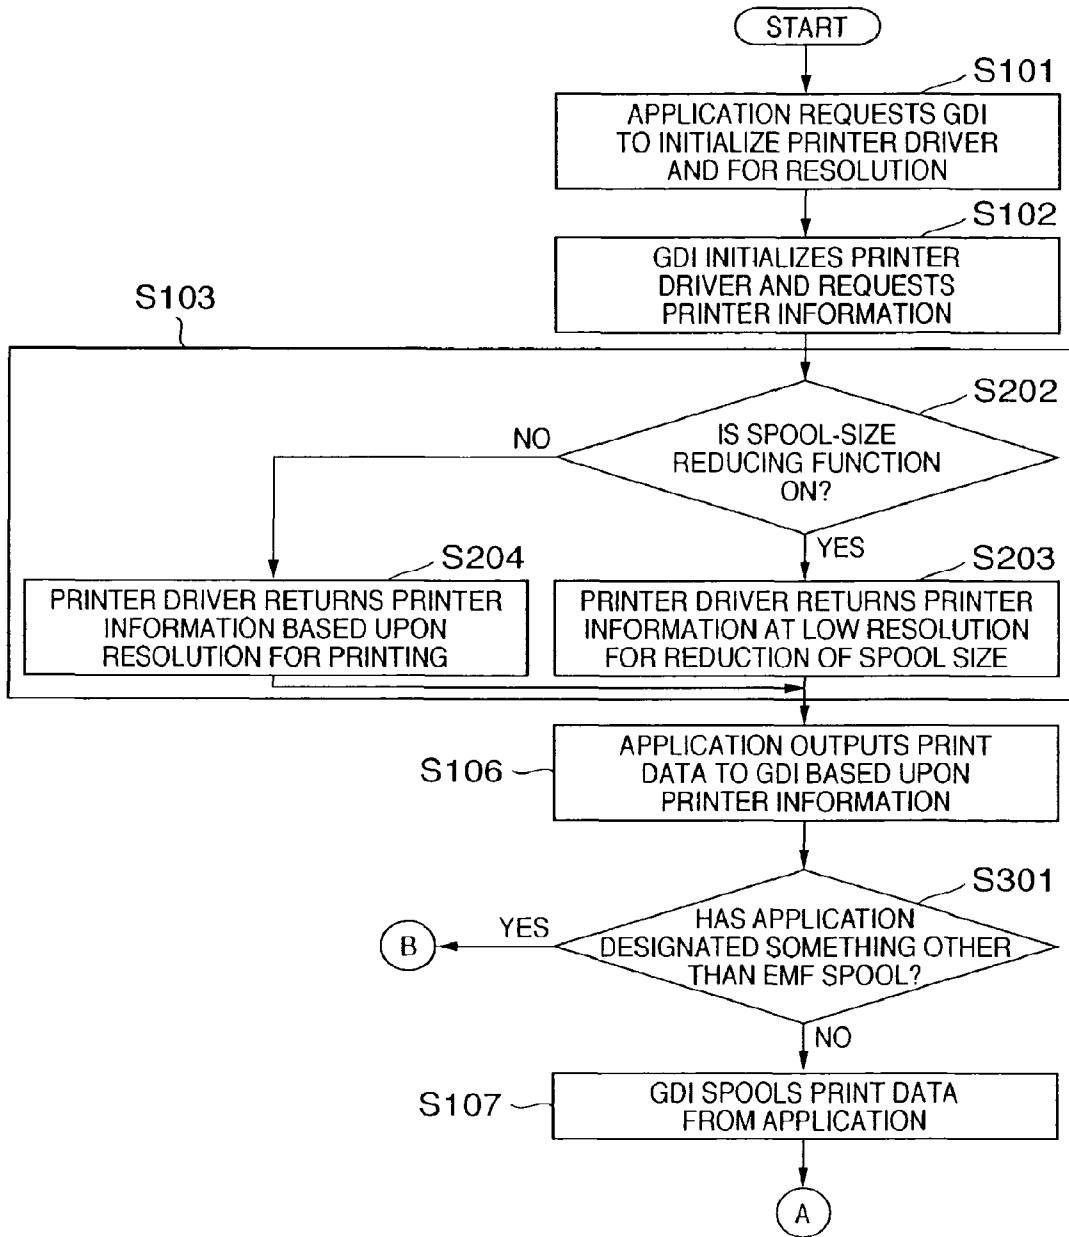 START
S101
APPLICATION REQUESTS GDI
TO INITIALIZE PRINTER DRIVER
AND FOR RESOLUTION
S102
GDI INITIALIZES PRINTER
DRIVER AND REQUESTS
PRINTER INFORMATION
S103
S202
IS SPOOL-SIZE
REDUCING FUNCTION
ON?
NO
YES
S204
PRINTER DRIVER RETURNS PRINTER
INFORMATION BASED UPON
RESOLUTION FOR PRINTING
S203
PRINTER DRIVER RETURNS PRINTER
INFORMATION AT LOW RESOLUTION
FOR REDUCTION OF SPOOL SIZE
S106
APPLICATION OUTPUTS PRINT
DATA TO GDI BASED UPON
PRINTER INFORMATION
S301
HAS APPLICATION
DESIGNATED SOMETHING OTHER
THAN EMF SPOOL?
YES
B
NO
S107
GDI SPOOLS PRINT DATA
FROM APPLICATION
A